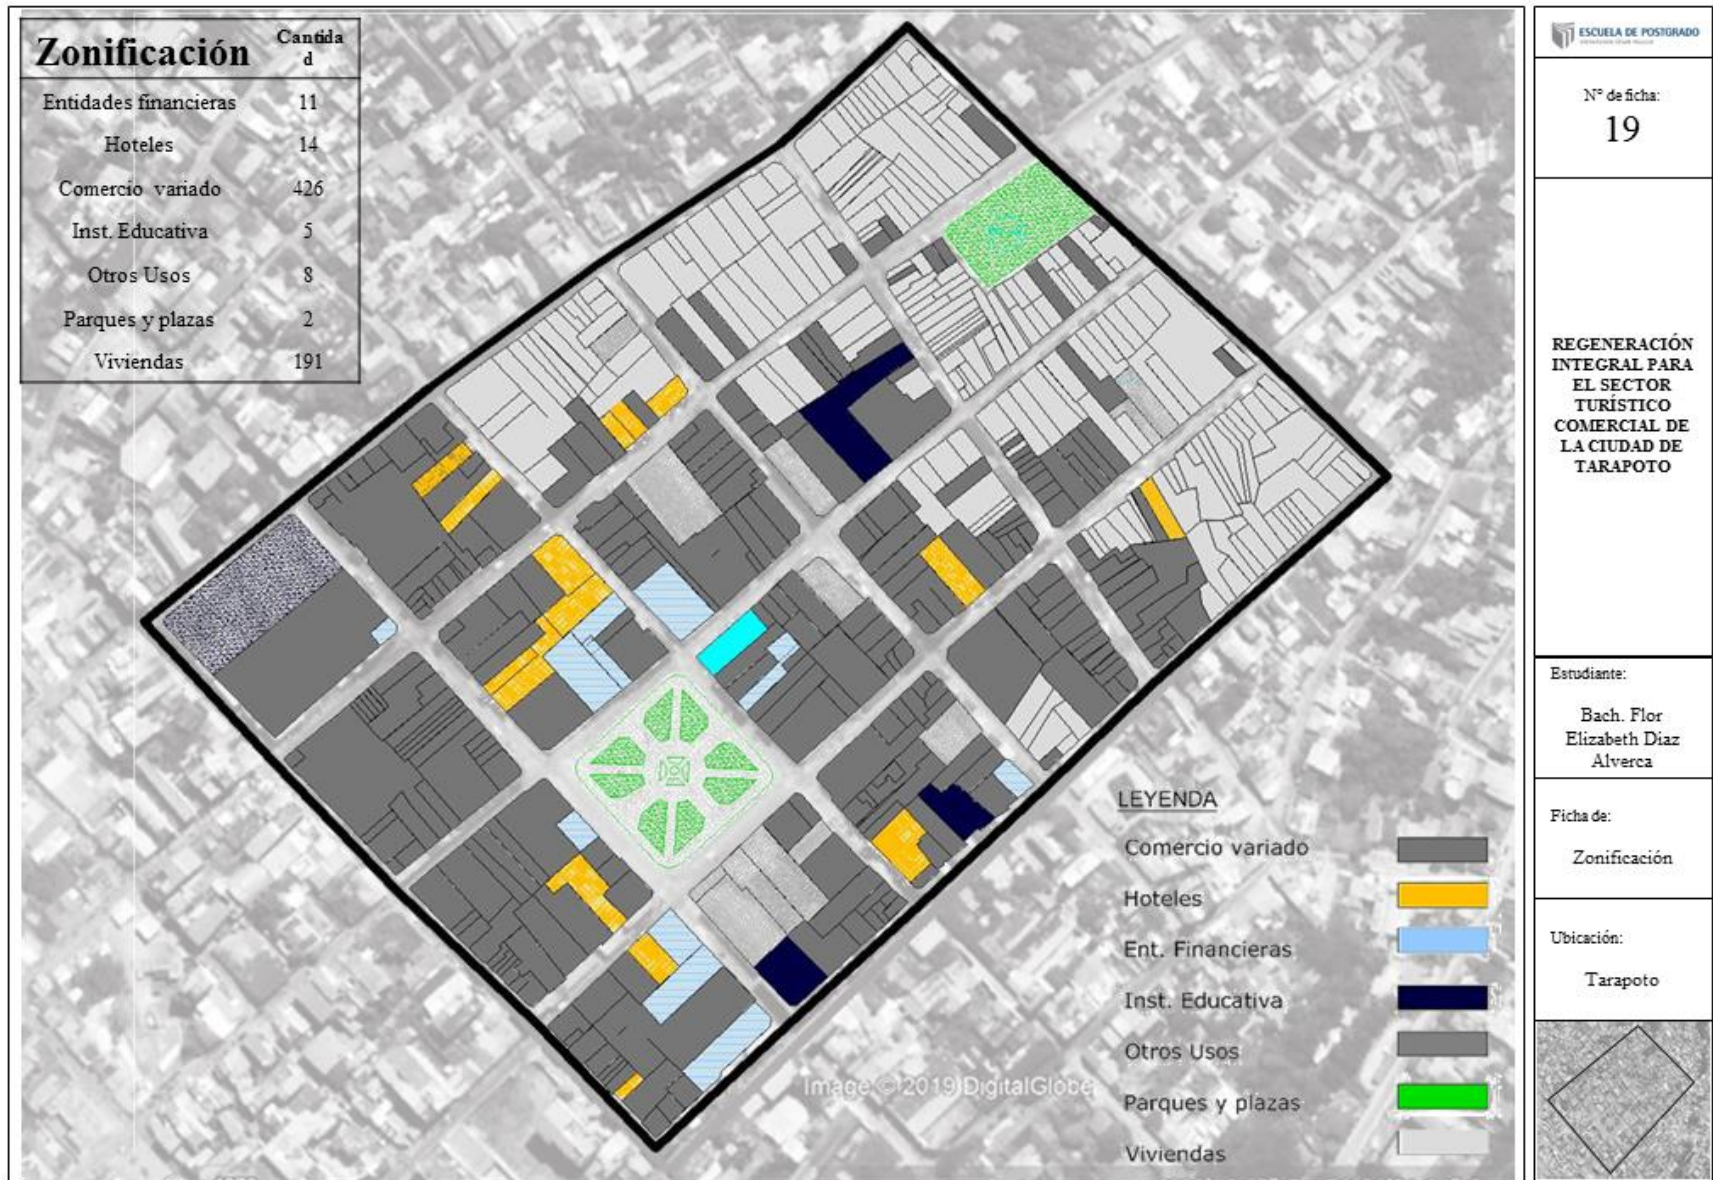 Zonificación
Cantida
d
Entidades financieras 11
Hoteles 14
Comercio variado 426
Inst. Educativa 5
Otros Usos 8
Parques y plazas 2
Viviendas 191
LEYENDA
Comercio variado
Hoteles
Ent. Financieras
Inst. Educativa
Otros Usos
Parques y plazas
Viviendas
Image © 2019 DigitalGlobe
ESCUELA DE POSTGRADO
N° de ficha:
19
REGENERACIÓN
INTEGRAL PARA
EL SECTOR
TURÍSTICO
COMERCIAL DE
LA CIUDAD DE
TARAPOTO
Estudiante:
Bach. Flor
Elizabeth Diaz
Alverca
Ficha de:
Zonificación
Ubicación:
Tarapoto